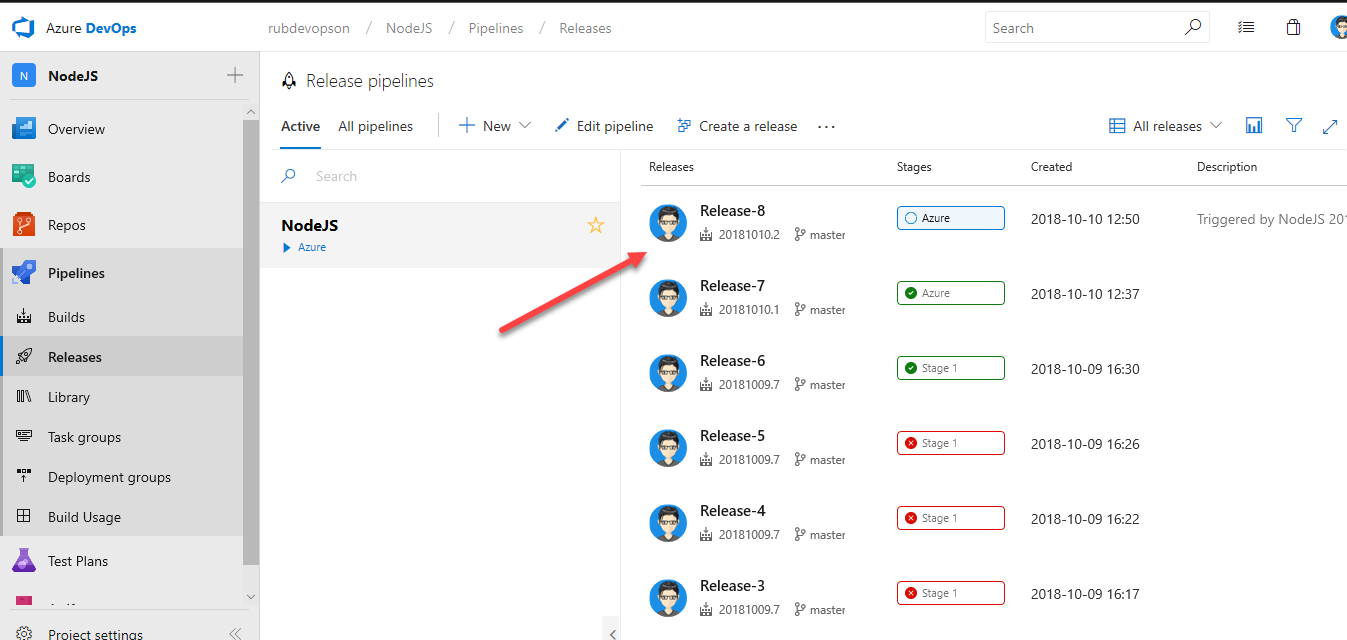 Azure DevOps
rubdevopson / NodeJS / Pipelines / Releases
Search
N NodeJS
Overview
Boards
Repos
Pipelines
Builds
Releases
Library
Task groups
Deployment groups
Build Usage
Test Plans
Project settings
Release pipelines
Active All pipelines New Edit pipeline Create a release ...
All releases
Search
NodeJS
Azure
Releases Stages Created Description
Release-8
20181010.2 master
Azure
2018-10-10 12:50
Triggered by NodeJS 201
Release-7
20181010.1 master
Azure
2018-10-10 12:37
Release-6
20181009.7 master
Stage 1
2018-10-09 16:30
Release-5
20181009.7 master
Stage 1
2018-10-09 16:26
Release-4
20181009.7 master
Stage 1
2018-10-09 16:22
Release-3
20181009.7 master
Stage 1
2018-10-09 16:17